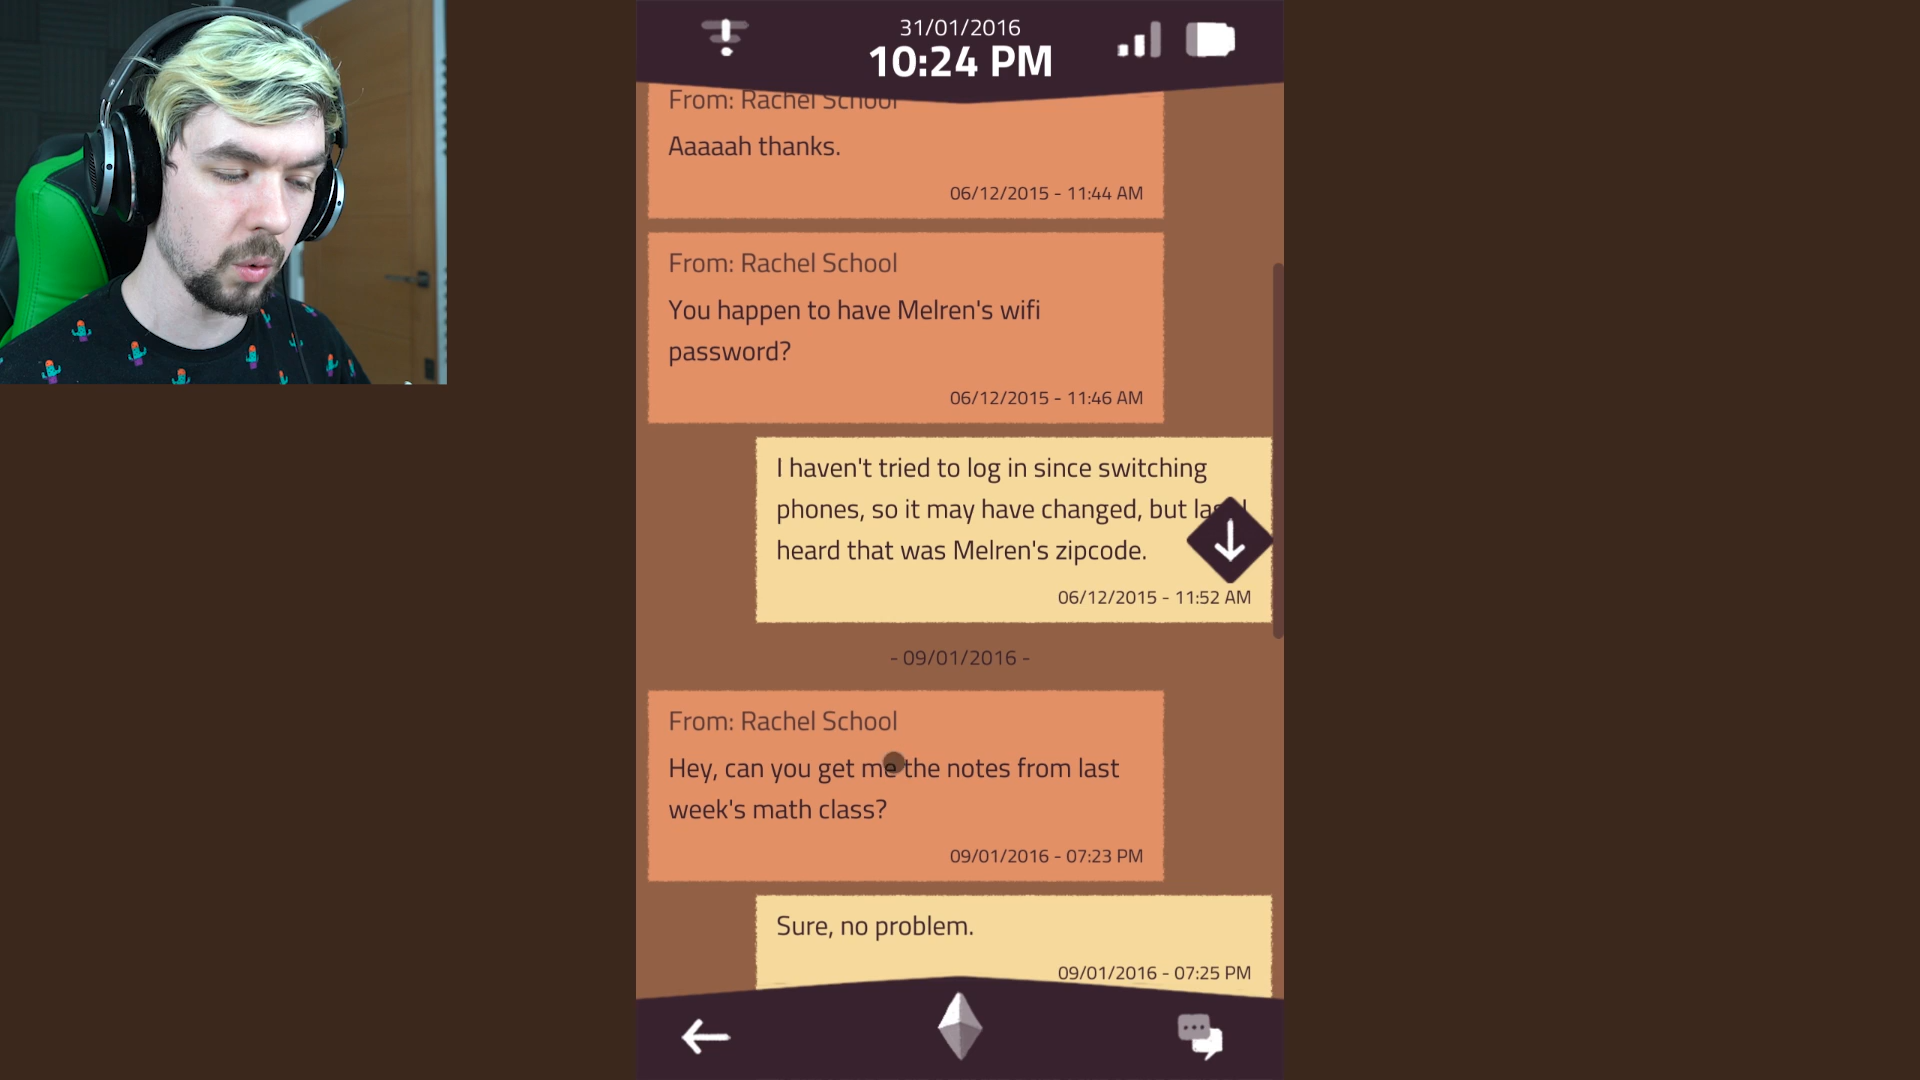 31/01/2016
10:24 PM
From: Rachel School
Aaaaah thanks.
06/12/2015 - 11:44 AM
From: Rachel School
You happen to have Melren's wifi
password?
06/12/2015 - 11:46 AM
I haven't tried to log in since switching
phones, so it may have changed, but last I
heard that was Melren's zipcode.
06/12/2015 - 11:52 AM
- 09/01/2016 -
From: Rachel School
Hey, can you get me the notes from last
week's math class?
09/01/2016 - 07:23 PM
Sure, no problem.
09/01/2016 - 07:25 PM